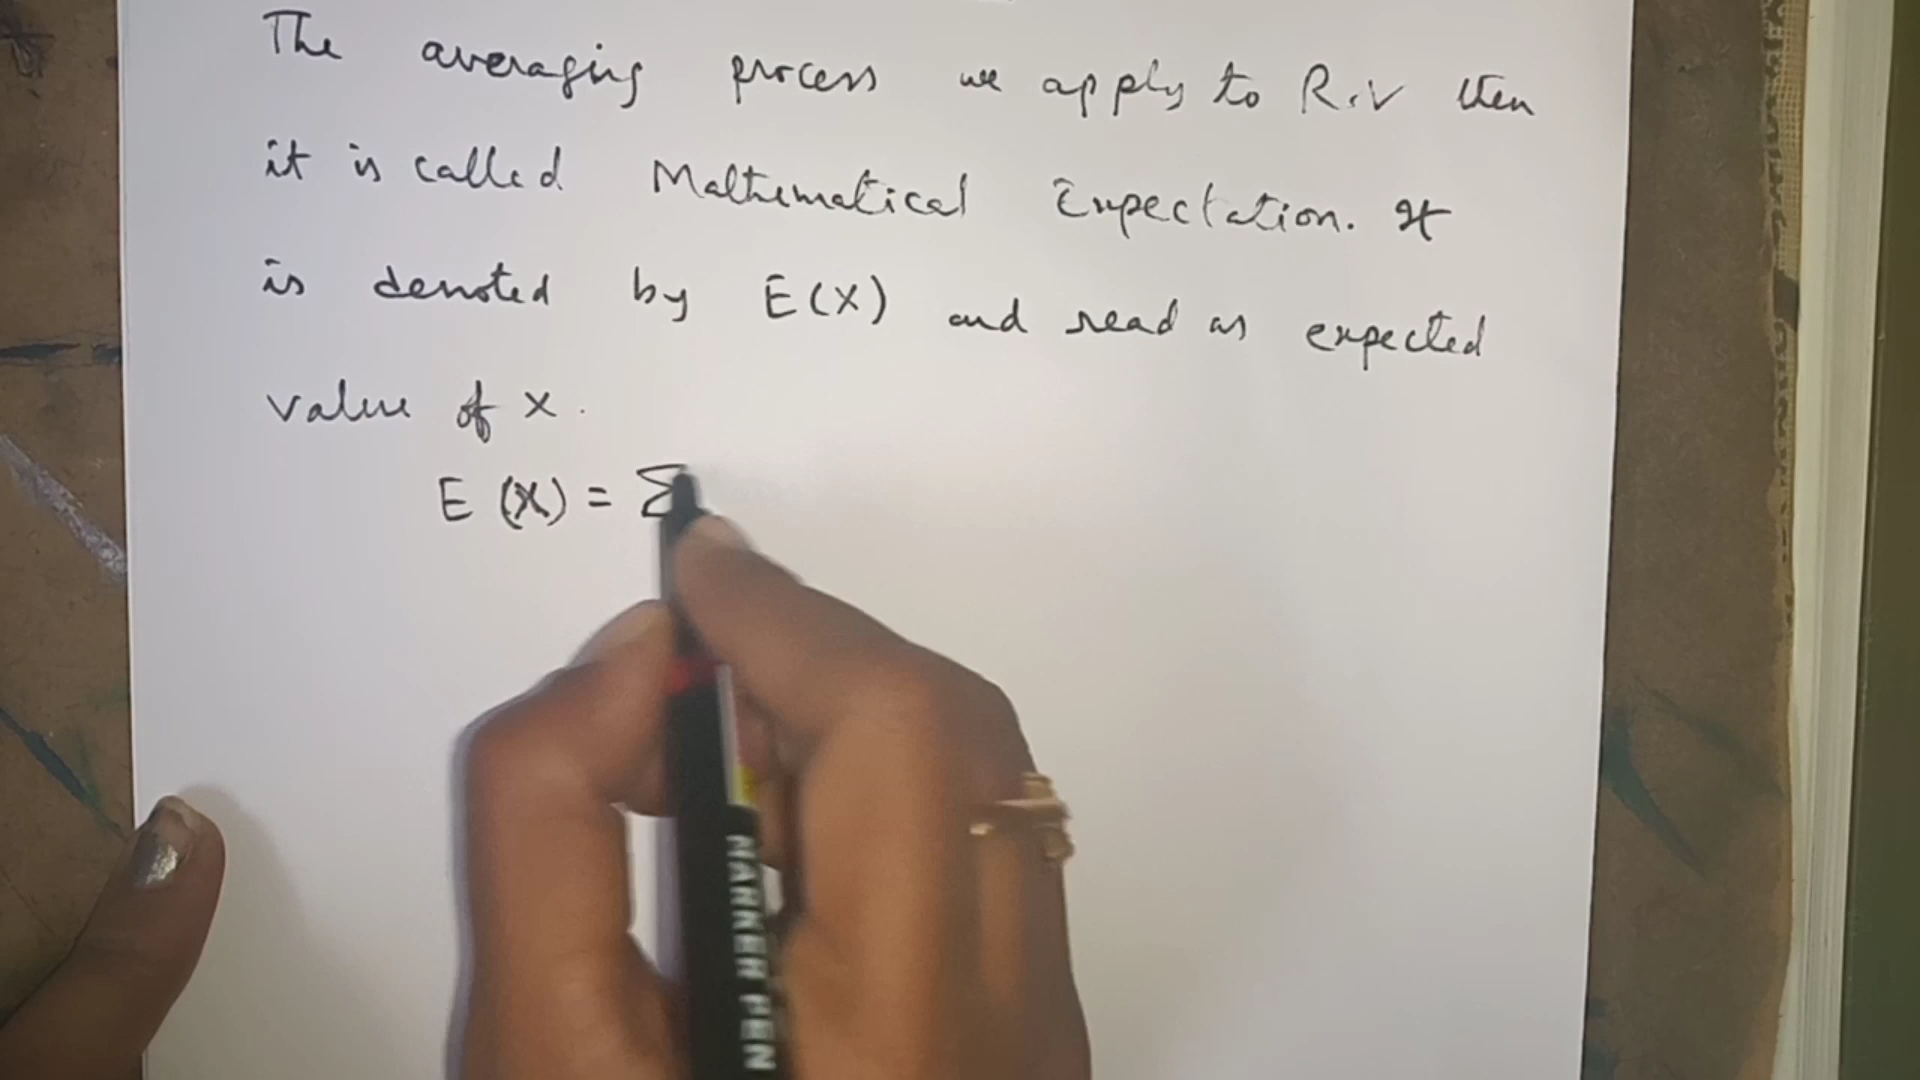 The averaging process we apply to R.V then
it is called Mathematical Expectation. It
is denoted by E(X) and read as expected
value of X.
E (X) = Σ
MARKER PEN